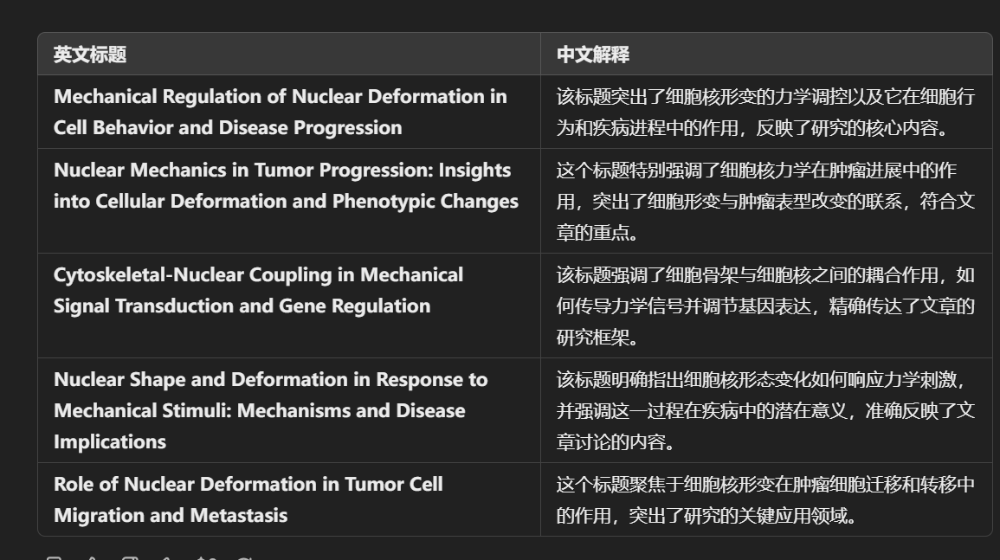 英文标题
中文解释
Mechanical Regulation of Nuclear Deformation in
Cell Behavior and Disease Progression
该标题突出了细胞核形变的力学调控以及它在细胞行
为和疾病进程中的作用，反映了研究的核心内容。
Nuclear Mechanics in Tumor Progression: Insights
into Cellular Deformation and Phenotypic Changes
这个标题特别强调了细胞核力学在肿瘤进展中的作
用，突出了细胞形变与肿瘤表型改变的联系，符合文
章的重点。
Cytoskeletal-Nuclear Coupling in Mechanical
Signal Transduction and Gene Regulation
该标题强调了细胞骨架与细胞核之间的耦合作用，如
何传导力学信号并调节基因表达，精确传达了文章的
研究框架。
Nuclear Shape and Deformation in Response to
Mechanical Stimuli: Mechanisms and Disease
Implications
该标题明确指出细胞核形态变化如何响应力学刺激，
并强调这一过程在疾病中的潜在意义，准确反映了文
章讨论的内容。
Role of Nuclear Deformation in Tumor Cell
Migration and Metastasis
这个标题聚焦于细胞核形变在肿瘤细胞迁移和转移中
的作用，突出了研究的关键应用领域。